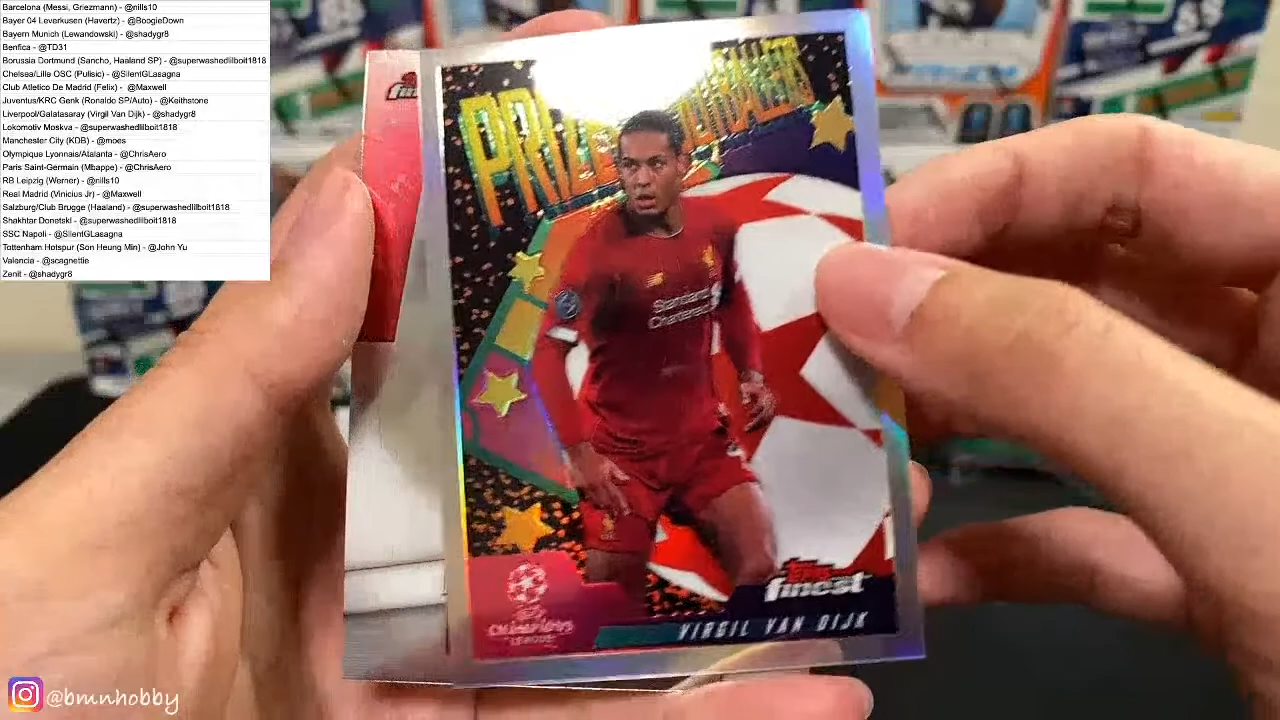 Barcelona (Messi, Griezmann) - @nills10
Bayer 04 Leverkusen (Havertz) - @BoogieDown
Bayern Munich (Lewandowski) - @shadygr8
Benfica - @TD31
Borussia Dortmund (Sancho, Haaland SP) - @superwashedlilboit1818
Chelsea/Lille OSC (Pulisic) - @SilentGLasagna
Club Atletico De Madrid (Felix) - @Maxwell
Juventus/KRC Genk (Ronaldo SP/Auto) - @Keithstone
Liverpool/Galatasaray (Virgil Van Dijk) - @shadygr8
Lokomotiv Moskva - @superwashedlilboit1818
Manchester City (KDB) - @moes
Olympique Lyonnais/Atalanta - @ChrisAero
Paris Saint-Germain (Mbappe) - @ChrisAero
RB Leipzig (Werner) - @nills10
Real Madrid (Vinicius Jr) - @Maxwell
Salzburg/Club Brugge (Haaland) - @superwashedlilboit1818
Shakhtar Donetski - @superwashedlilboit1818
SSC Napoli - @SilentGLasagna
Tottenham Hotspur (Son Heung Min) - @John Yu
Valencia - @scagnettie
Zenit - @shadygr8
Standard
Chartered
CHAMPIONS
LEAGUE
Topps
finest
VIRGIL VAN DIJK
@bmnhobby